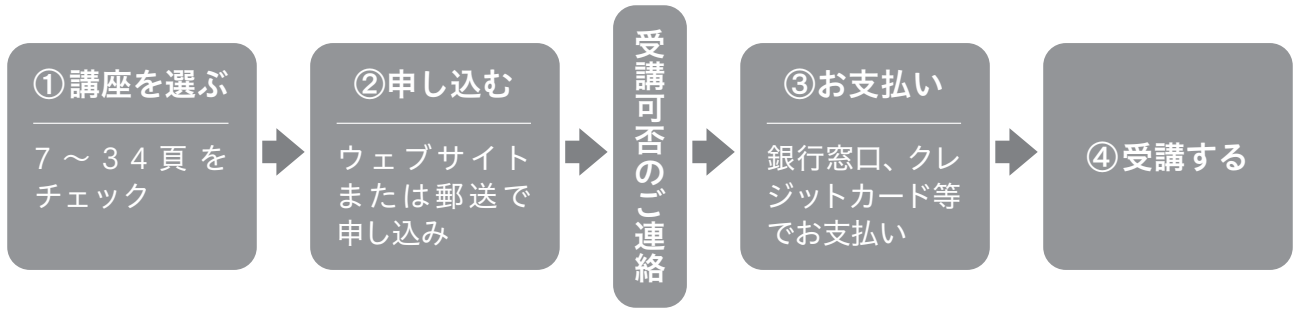 ①講座を選ぶ
7～34頁を
チェック
②申し込む
ウェブサイト
または郵送で
申し込み
受講可否のご連絡
③お支払い
銀行窓口、クレ
ジットカード等
でお支払い
④受講する